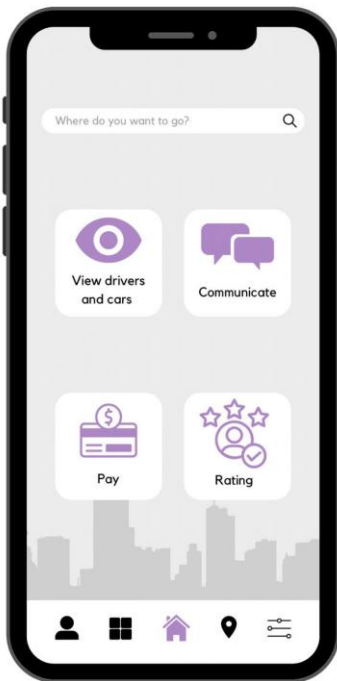 Where do you want to go?
View drivers
and cars
Communicate
$
Pay
Rating